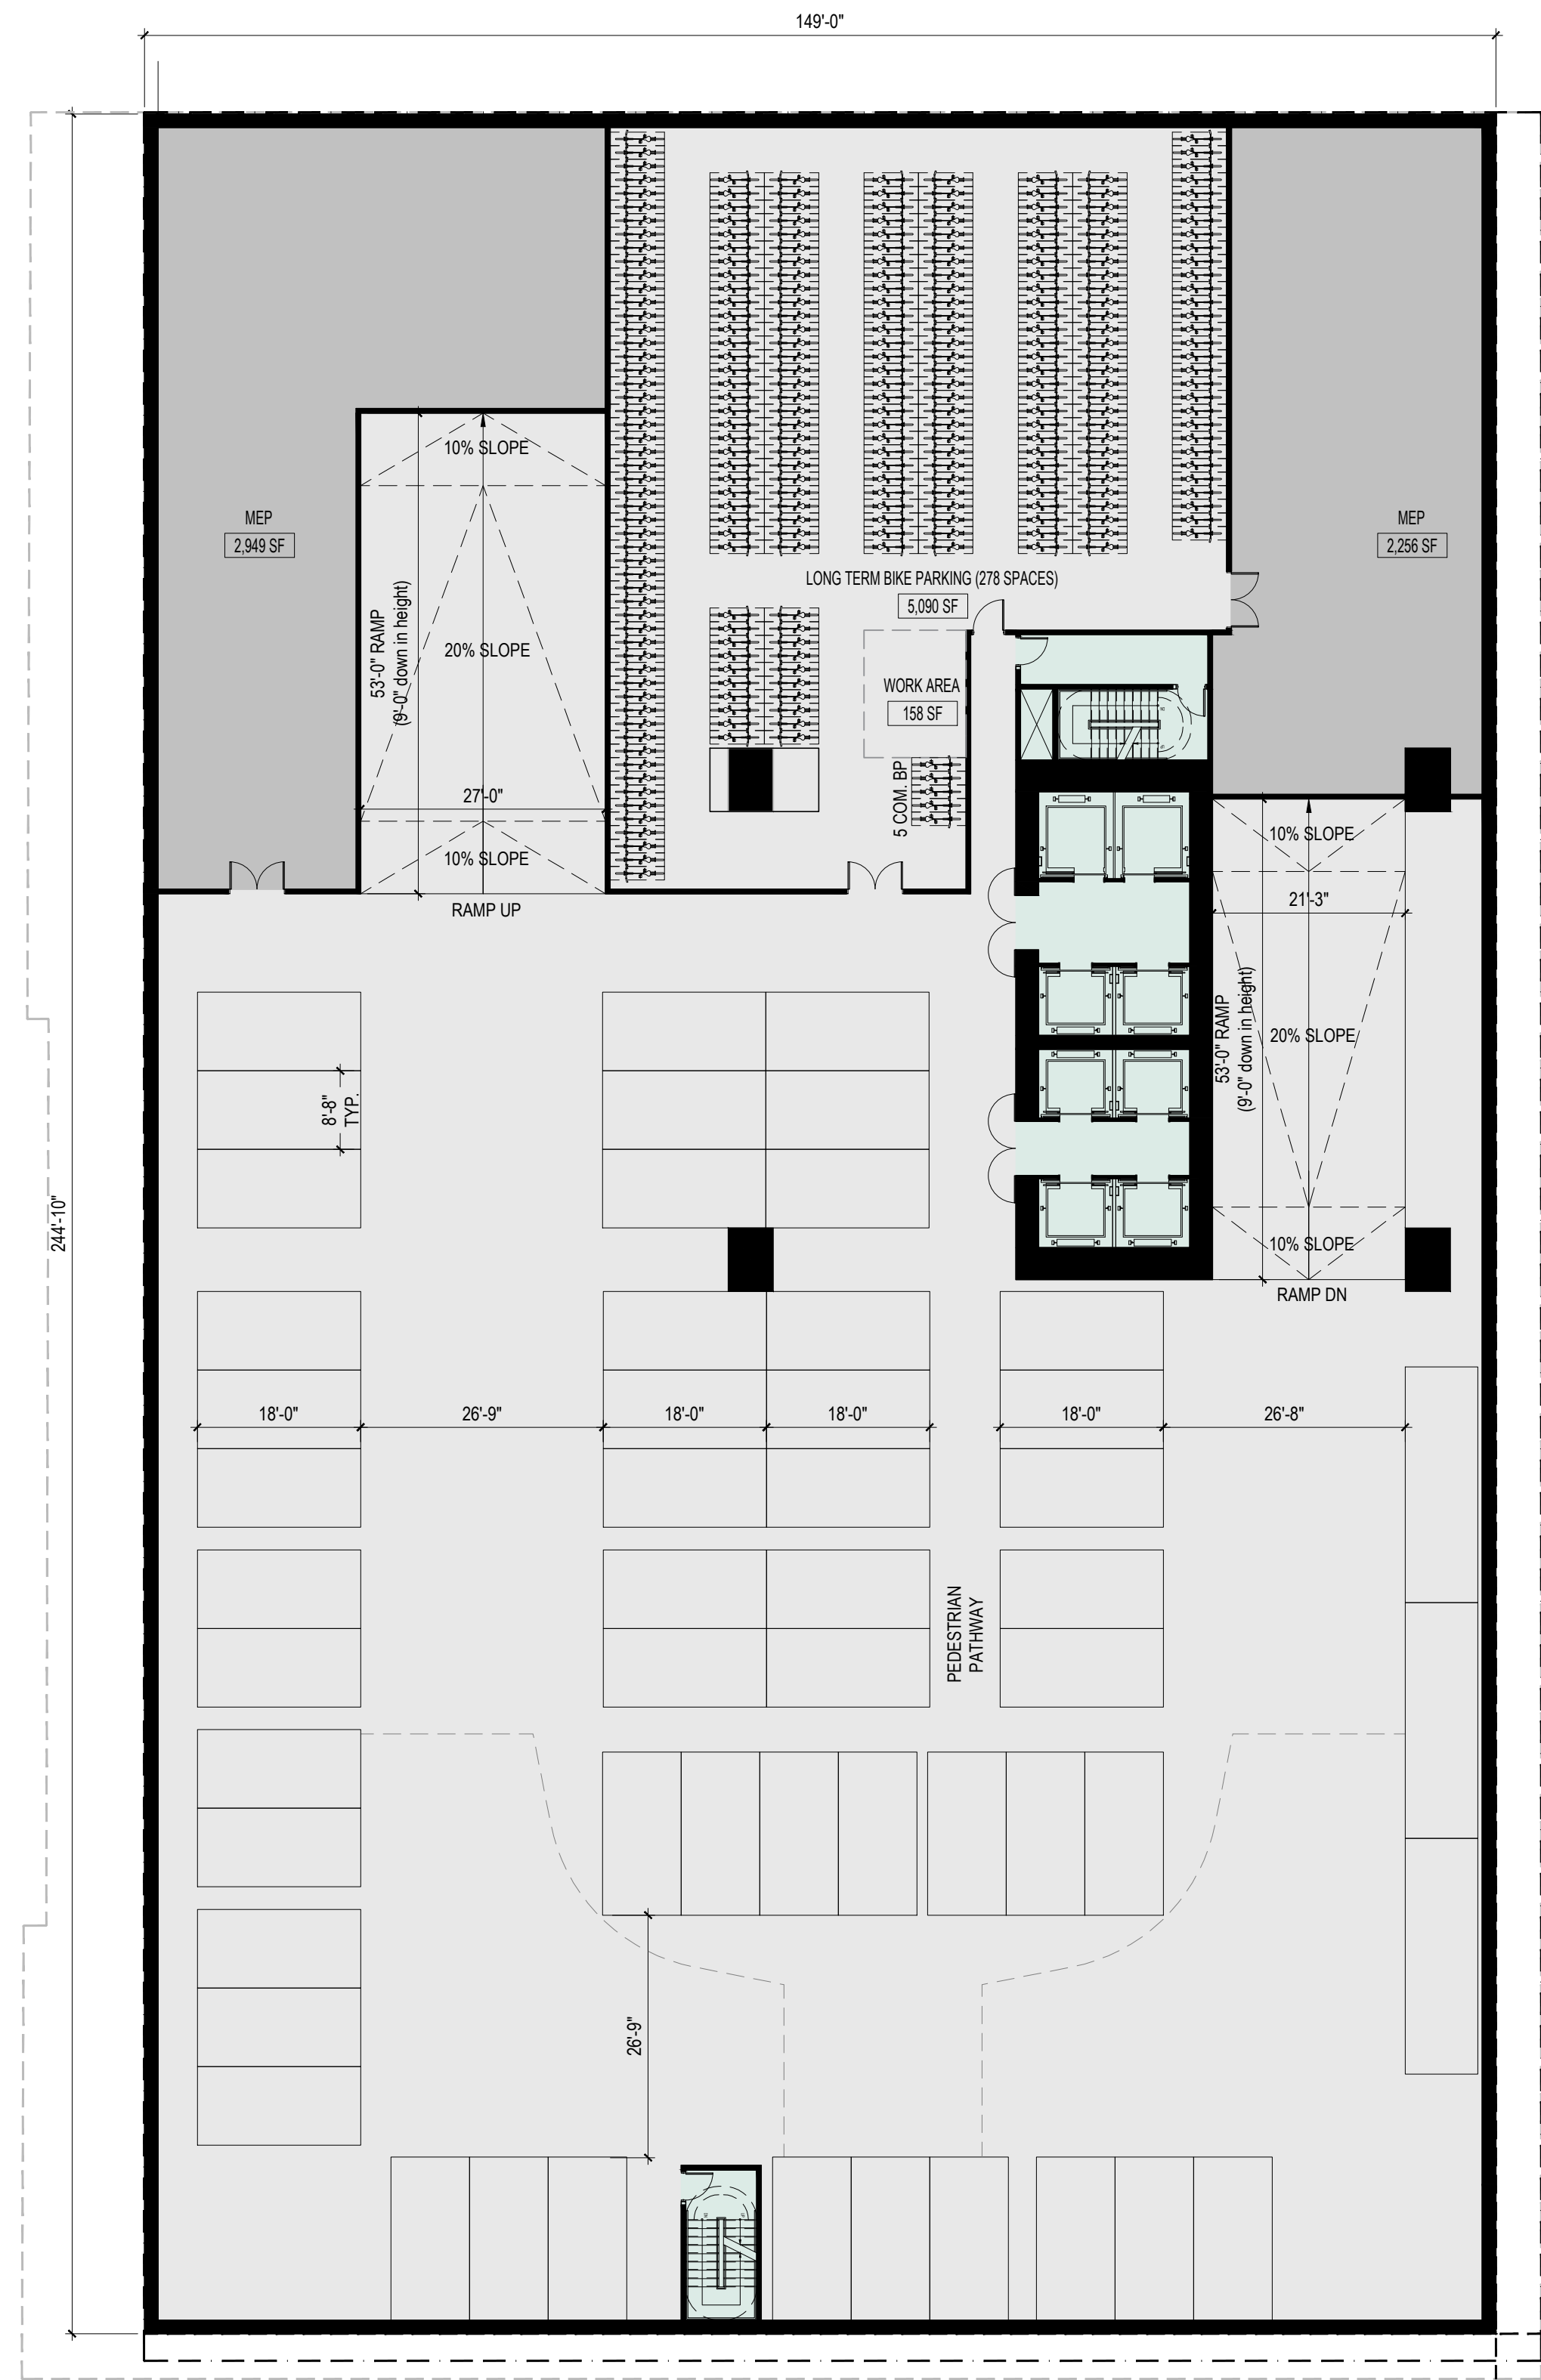 149'-0"
10% SLOPE
MEP
2,949 SF
MEP
2,256 SF
LONG TERM BIKE PARKING (278 SPACES)
5,090 SF
53'-0" RAMP
(9'-0" down in height)
20% SLOPE
WORK AREA
158 SF
5 COM. BP
27'-0"
10% SLOPE
10% SLOPE
RAMP UP
21'-3"
53'-0" RAMP
(9'-0" down in height)
20% SLOPE
8'-8"
TYP.
244'-10"
10% SLOPE
RAMP DN
18'-0"
26'-9"
18'-0"
18'-0"
18'-0"
26'-8"
PEDESTRIAN
PATHWAY
26'-9"